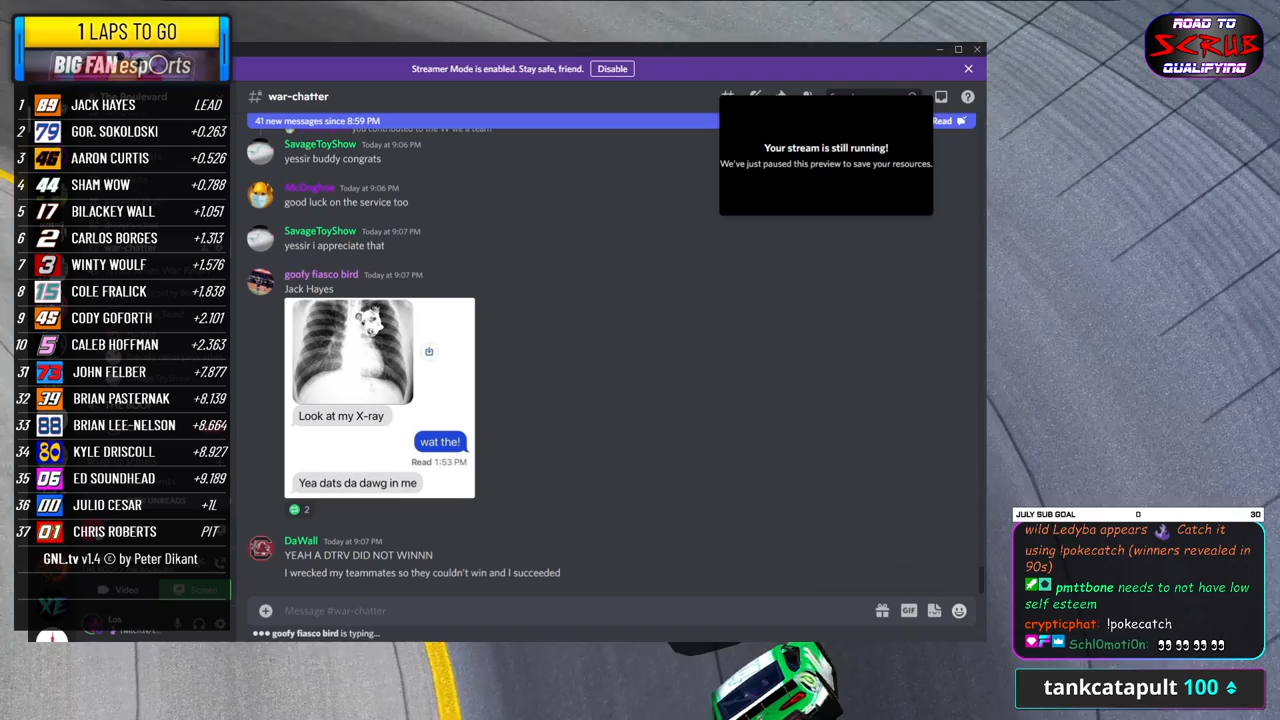 1 LAPS TO GO
BIG FAN esports
1 89 JACK HAYES LEAD
2 79 GOR. SOKOLOSKI +0.263
3 46 AARON CURTIS +0.526
4 44 SHAM WOW +0.788
5 17 BILACKEY WALL +1.051
6 2 CARLOS BORGES +1.313
7 3 WINTY WOULF +1.576
8 15 COLE FRALICK +1.838
9 45 CODY GOFORTH +2.101
10 5 CALEB HOFFMAN +2.363
31 73 JOHN FELBER +7.877
32 39 BRIAN PASTERNAK +8.139
33 88 BRIAN LEE-NELSON +8.664
34 80 KYLE DRISCOLL +8.927
35 06 ED SOUNDHEAD +9.789
36 00 JULIO CESAR +1L
37 01 CHRIS ROBERTS PIT
GNL.tv v1.4 © by Peter Dikant
Video Screen
Los
Streamer Mode is enabled. Stay safe, friend. Disable
war-chatter
41 new messages since 8:59 PM
Read
Your stream is still running!
We've just paused this preview to save your resources.
SavageToyShow Today at 9:06 PM
yessir buddy congrats
McDoghoe Today at 9:06 PM
good luck on the service too
SavageToyShow Today at 9:07 PM
yessir i appreciate that
goofy fiasco bird Today at 9:07 PM
Jack Hayes
Look at my X-ray
wat the!
Read 1:53 PM
Yea dats da dawg in me
2
DaWall Today at 9:07 PM
YEAH A DTRV DID NOT WINNN
I wrecked my teammates so they couldn't win and I succeeded
Message #war-chatter
GIF
goofy fiasco bird is typing...
ROAD TO
SCRUB
QUALIFYING
JULY SUB GOAL 0 30
wild Ledyba appears Catch it
using !pokecatch (winners revealed in
90s)
pmttbone needs to not have low
self esteem
crypticphat: !pokecatch
Schl0moti0n:
tankcatapult 100